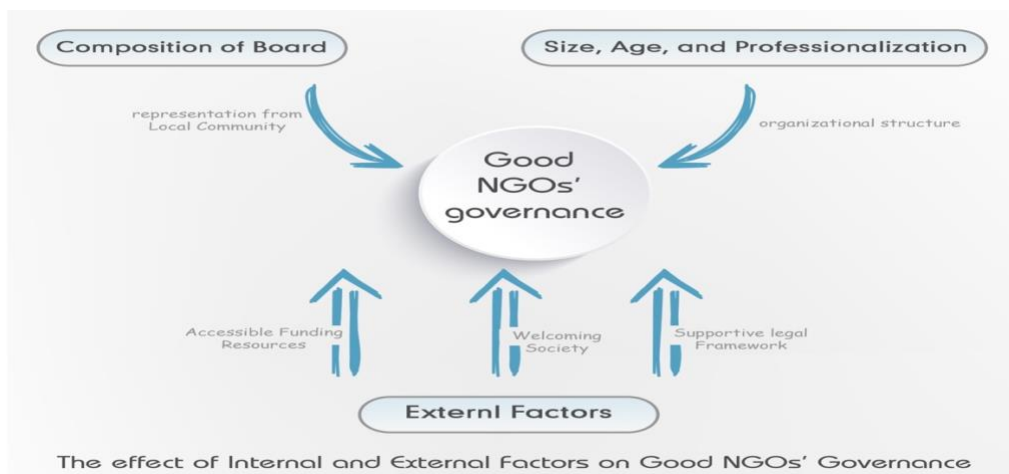 Composition of Board
Size, Age, and Professionalization
representation from
Local Community
organizational structure
Good
NGOs'
governance
Accessible Funding
Resources
Welcoming
Society
Supportive legal
Framework
Externl Factors
The effect of Internal and External Factors on Good NGOs' Governance